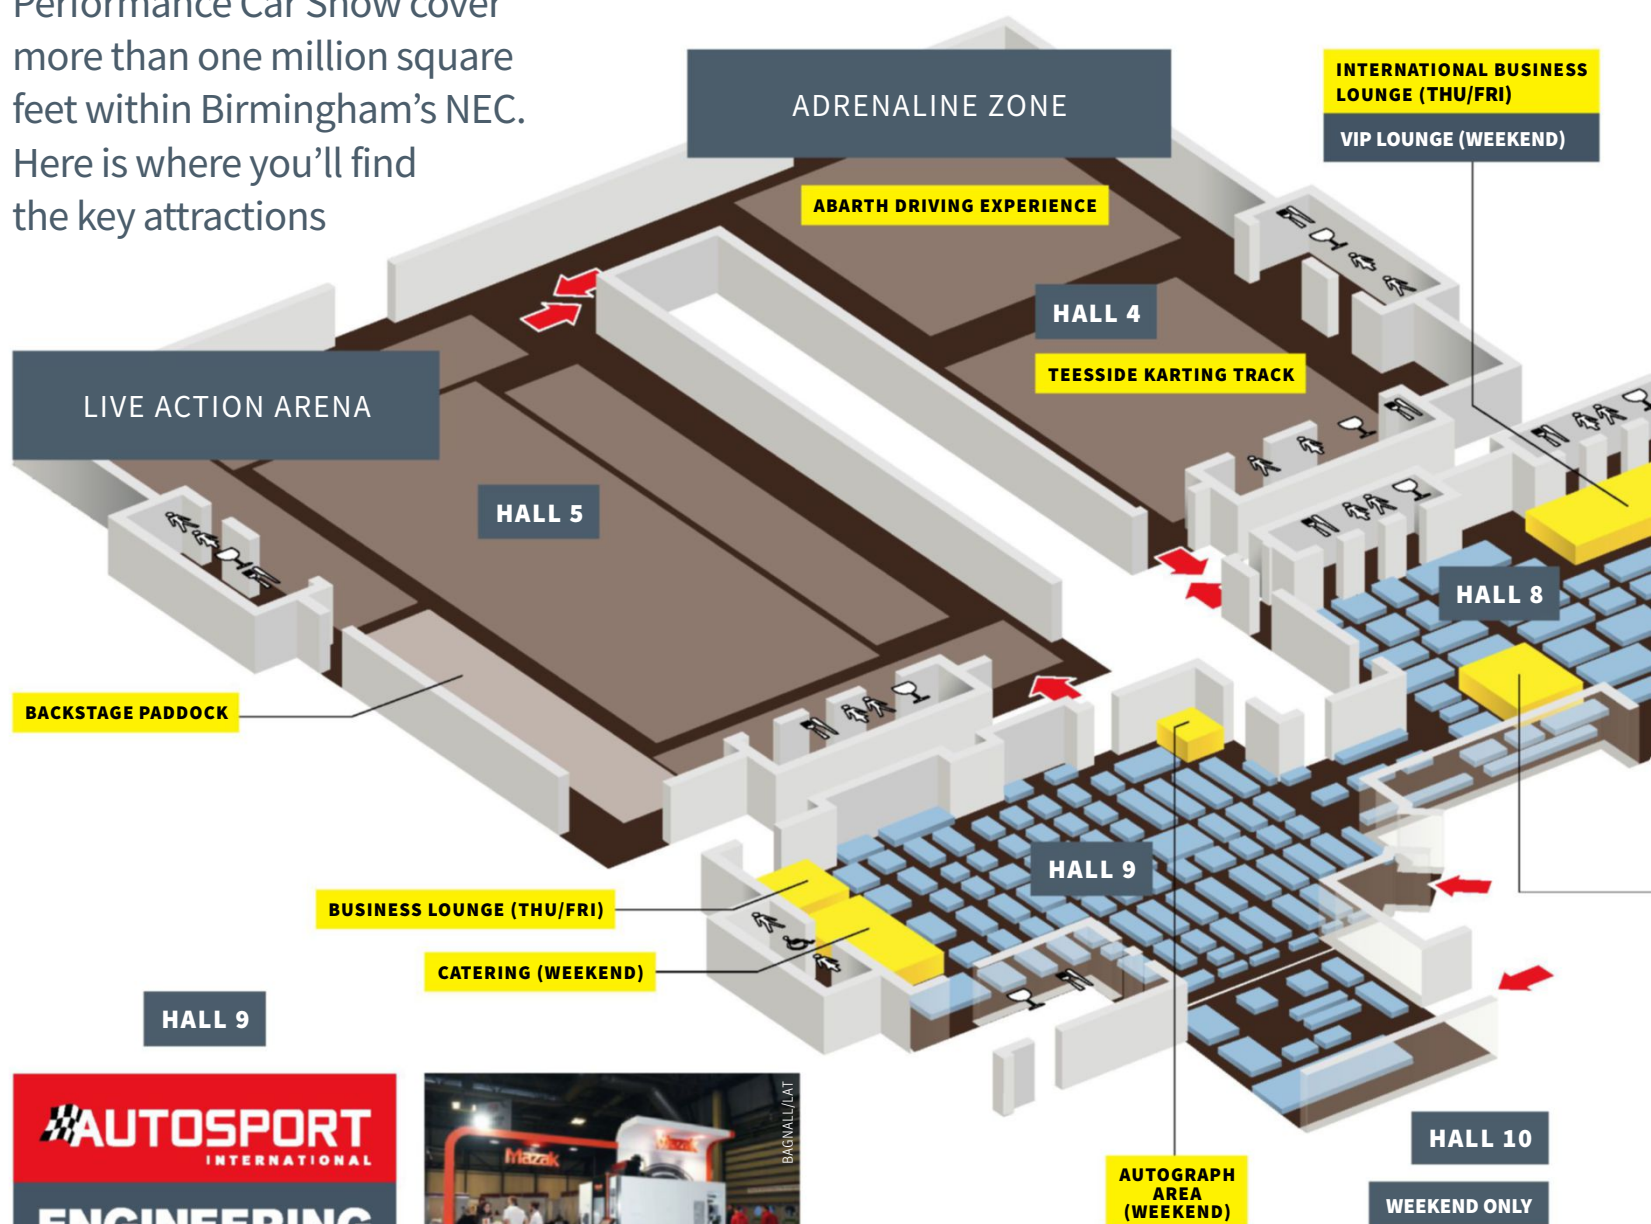 Performance Car Show cover
more than one million square
feet within Birmingham's NEC.
Here is where you'll find
the key attractions
ADRENALINE ZONE
INTERNATIONAL BUSINESS
LOUNGE (THU/FRI)
VIP LOUNGE (WEEKEND)
ABARTH DRIVING EXPERIENCE
HALL 4
TEESSIDE KARTING TRACK
LIVE ACTION ARENA
HALL 5
HALL 8
BACKSTAGE PADDOCK
HALL 9
BUSINESS LOUNGE (THU/FRI)
CATERING (WEEKEND)
HALL 9
AUTOSPORT
INTERNATIONAL
ENGINEERING
BAGNALL/LAT
Mazak
Mazak
AUTOGRAPH
AREA
(WEEKEND)
HALL 10
WEEKEND ONLY